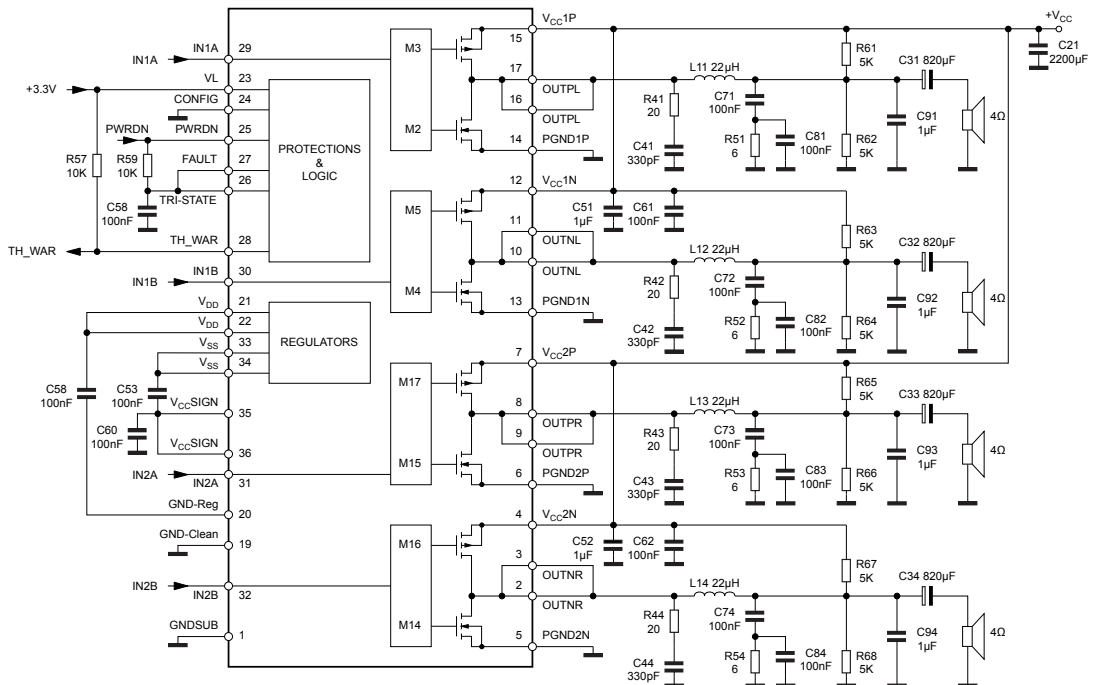 VCC1P
+VCC
IN1A
IN1A
29
M3
15
R61
5K
C31 820µF
C21
2200µF
VL
23
17
OUTPL
L11 22µH
+3.3V
CONFIG
24
16
OUTPL
R41
20
C71
100nF
C91
1µF
4Ω
PWRDN
PWRDN
25
M2
14
PGND1P
R51
6
C81
100nF
R62
5K
R57
10K
R59
10K
FAULT
27
PROTECTIONS
&
LOGIC
C41
330pF
26
TRI-STATE
C58
100nF
12
VCC1N
M5
C51
1µF
C61
100nF
11
OUTNL
R63
5K
C32 820µF
TH_WAR
TH_WAR
28
10
OUTNL
L12 22µH
IN1B
IN1B
30
M4
R42
20
C72
100nF
C92
1µF
4Ω
13
PGND1N
VDD
21
C42
330pF
R52
6
C82
100nF
R64
5K
VDD
22
REGULATORS
VSS
33
VSS
34
7
VCC2P
C58
100nF
C53
100nF
M17
R65
5K
C33 820µF
VCCSIGN
35
8
OUTPR
L13 22µH
C60
100nF
9
OUTPR
R43
20
C73
100nF
C93
1µF
4Ω
VCCSIGN
36
M15
IN2A
IN2A
31
6
PGND2P
C43
330pF
R53
6
C83
100nF
R66
5K
GND-Reg
20
4
VCC2N
GND-Clean
19
M16
C52
1µF
C62
100nF
3
OUTNR
R67
5K
C34 820µF
IN2B
IN2B
32
2
OUTNR
L14 22µH
R44
20
C74
100nF
C94
1µF
4Ω
GNDSUB
1
M14
5
PGND2N
C44
330pF
R54
6
C84
100nF
R68
5K